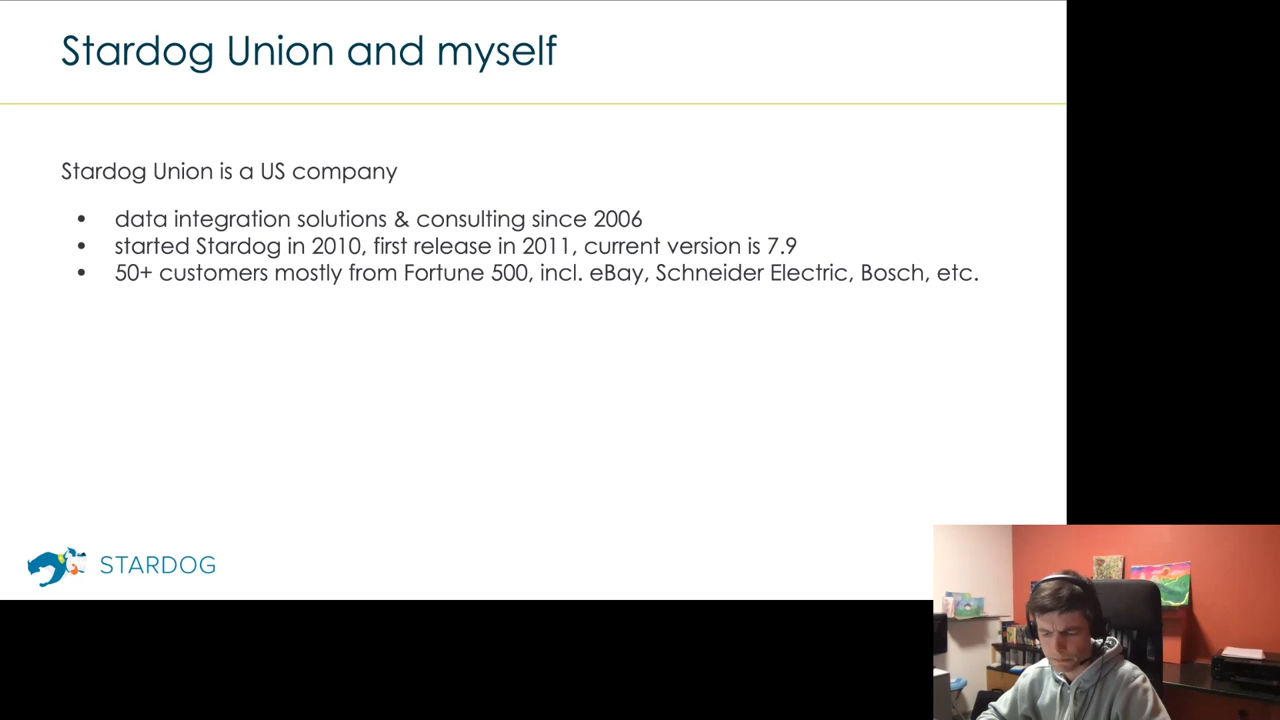 Stardog Union and myself
Stardog Union is a US company
• data integration solutions & consulting since 2006
• started Stardog in 2010, first release in 2011, current version is 7.9
• 50+ customers mostly from Fortune 500, incl. eBay, Schneider Electric, Bosch, etc.
STARDOG